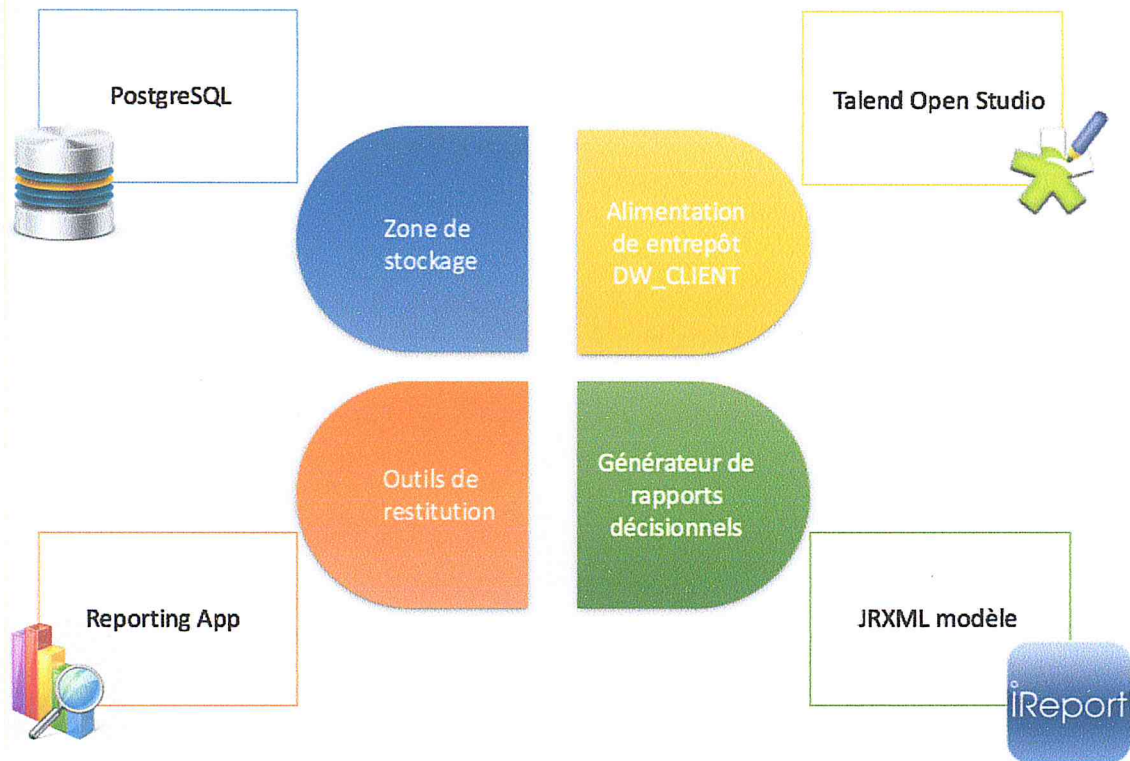 PostgreSQL
Talend Open Studio
Zone de
stockage
Alimentation
de entrepôt
DW_CLIENT
Outils de
restitution
Générateur de
rapports
décisionnels
Reporting App
JRXML modèle
iReport